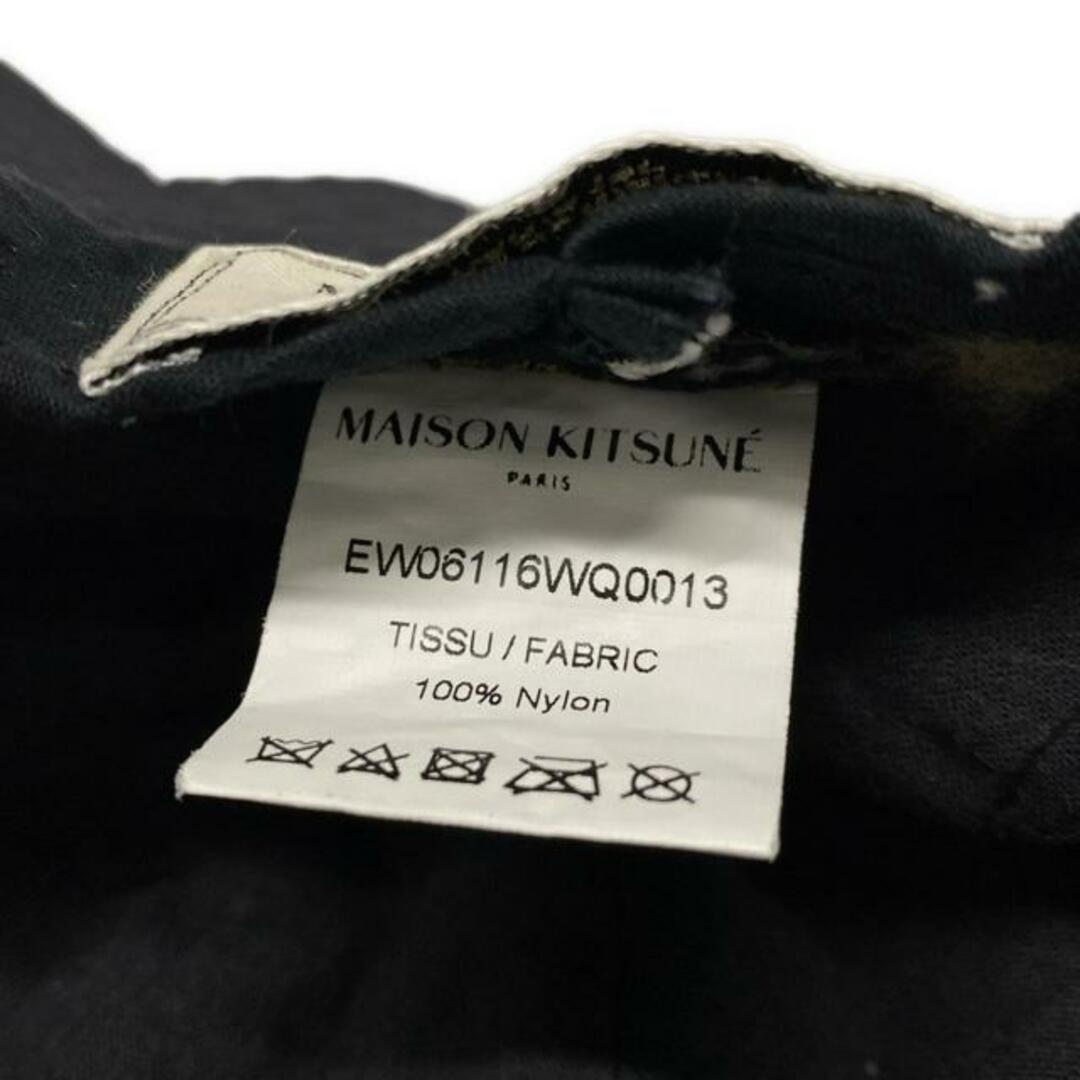 MAISON KITSUNÉ
PARIS
EW06116WQ0013
TISSU / FABRIC
100% Nylon